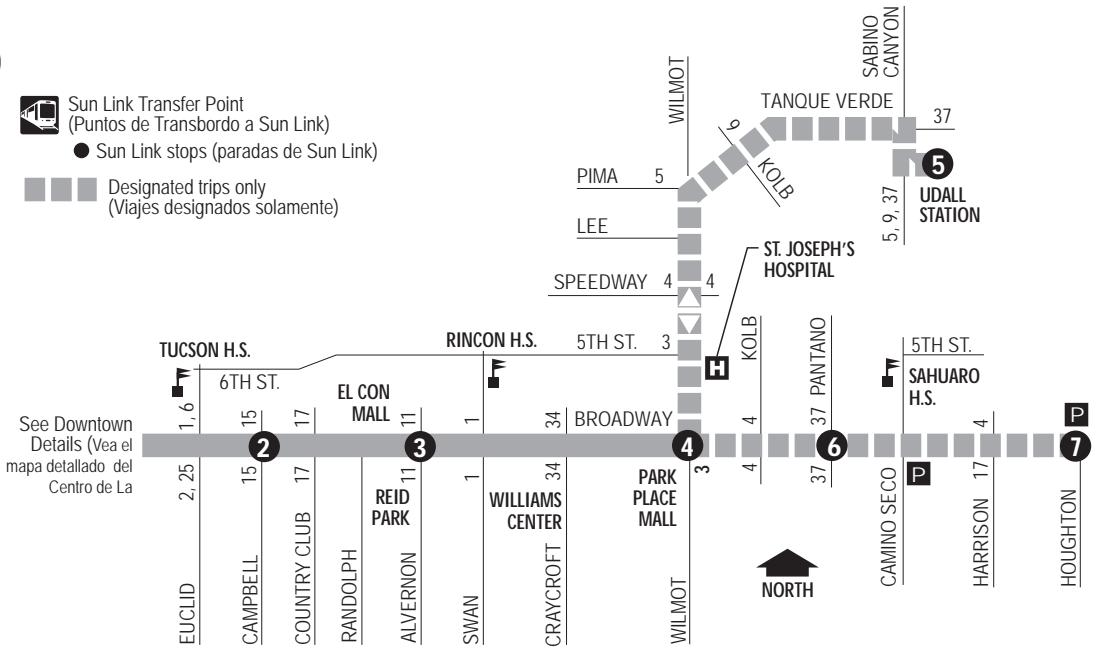 Sun Link Transfer Point
(Puntos de Transbordo a Sun Link)
Sun Link stops (paradas de Sun Link)
Designated trips only
(Viajes designados solamente)
SABINO
CANYON
WILMOT
TANQUE VERDE
37
9
KOLB
5
UDALL
STATION
5, 9, 37
PIMA 5
LEE
ST. JOSEPH'S
HOSPITAL
SPEEDWAY 4
4
H
TUCSON H.S.
6TH ST.
RINCON H.S.
5TH ST. 3
KOLB
PANTANO
5TH ST.
SAHUARO
H.S.
EL CON
MALL
BROADWAY
1, 6
15
17
11
1
34
4
37
4
P
See Downtown
Details (Vea el
mapa detallado del
Centro de La
2
3
4
6
7
2, 25
15
17
11
1
34
3
4
37
P
17
REID
PARK
WILLIAMS
CENTER
PARK
PLACE
MALL
NORTH
EUCLID
CAMPBELL
COUNTRY CLUB
RANDOLPH
ALVERNON
SWAN
CRAYCROFT
WILMOT
CAMINO SECO
HARRISON
HOUGHTON